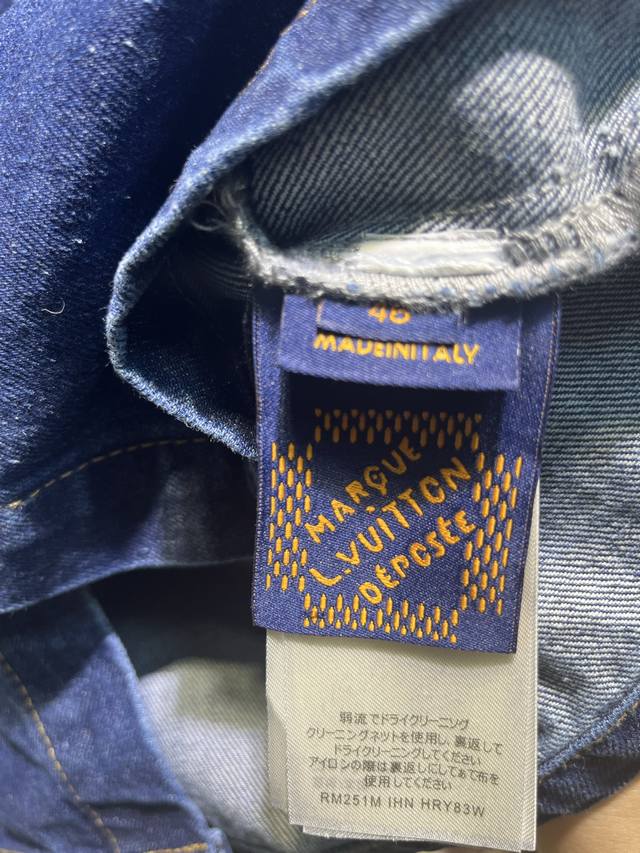 46
MADE IN ITALY
MARQUE
L.VUITTON
DÉPOSÉE
弱流でドライクリーニング
クリーニングネットを使用し、裏返して
ドライクリーニングしてください
アイロンの際は裏返しにしてあて布を
使用してください
RM251M IHN HRY83W